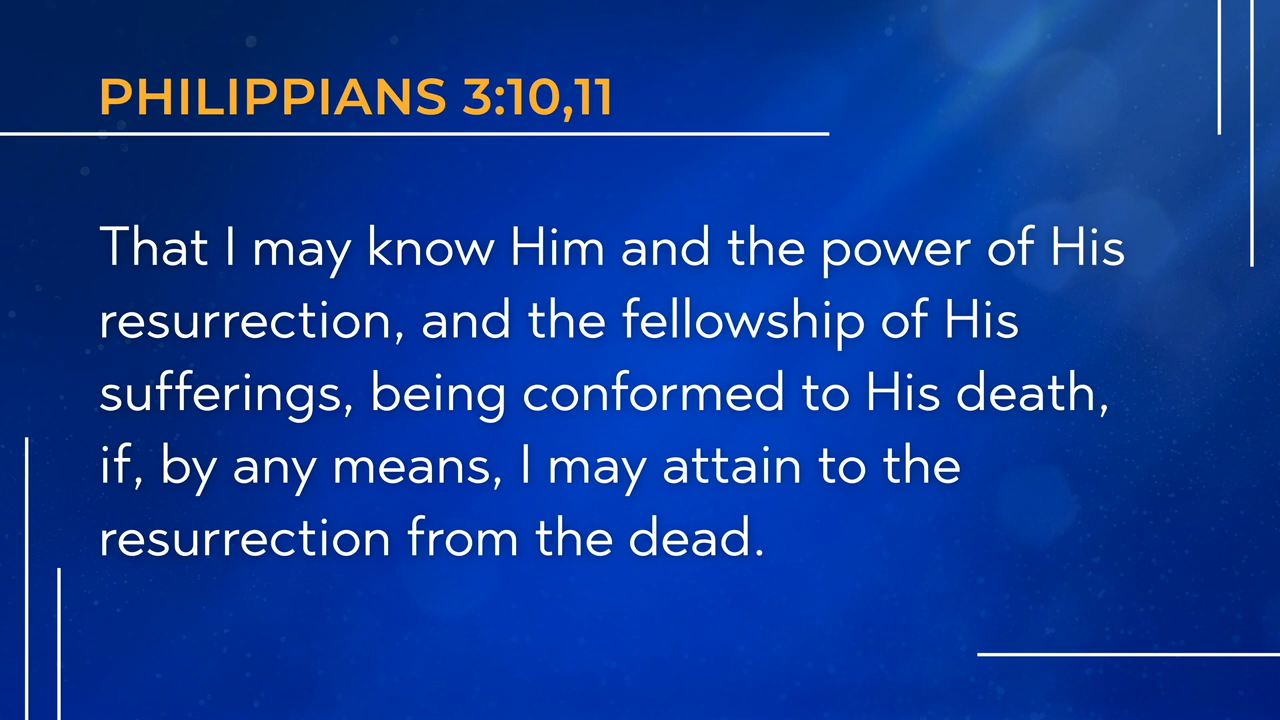 PHILIPPIANS 3:10,11
That I may know Him and the power of His
resurrection, and the fellowship of His
sufferings, being conformed to His death,
if, by any means, I may attain to the
resurrection from the dead.